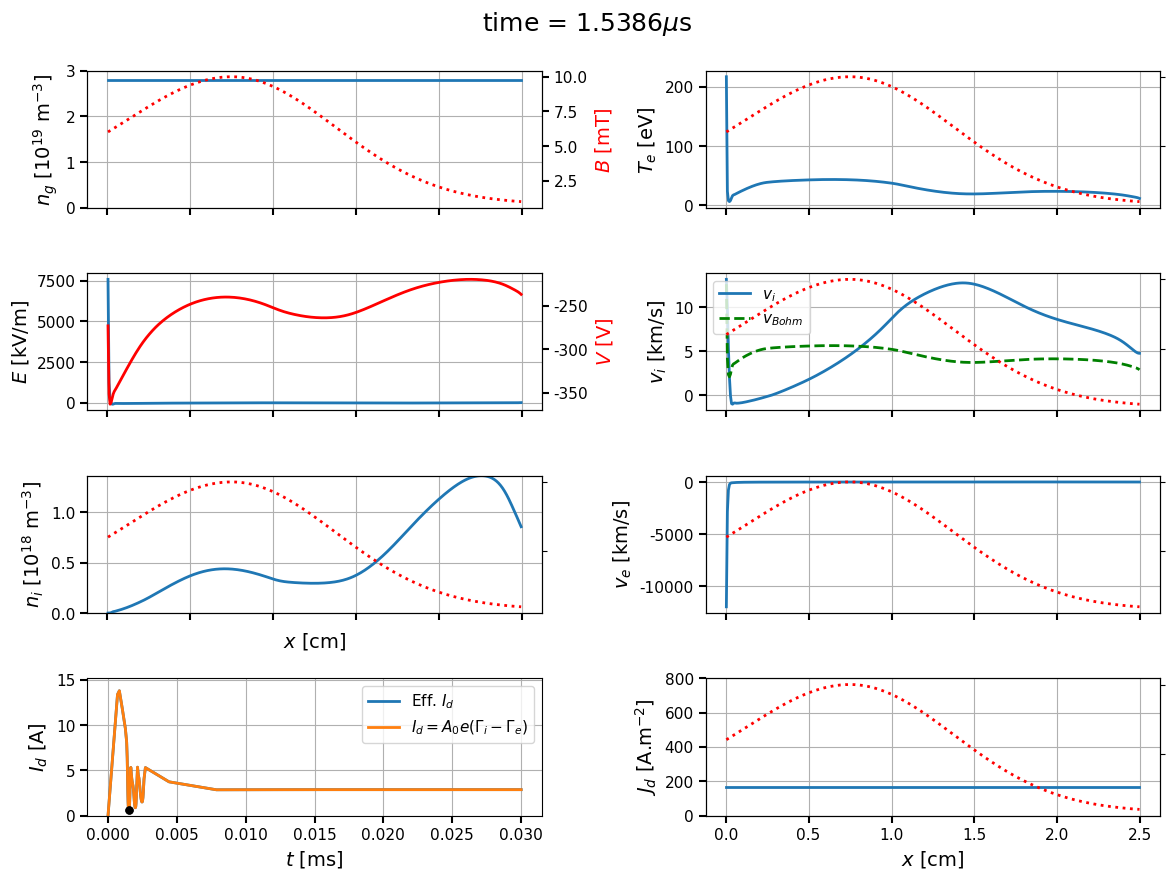 time = 1.5386μs
n_g [10^19 m^−3]
3
2
1
0
10.0
7.5
5.0
2.5
B [mT]
T_e [eV]
200
100
0
E [kV/m]
7500
5000
2500
0
-250
-300
-350
V [V]
v_i [km/s]
10
5
0
v_i
v_Bohm
n_i [10^18 m^−3]
1.0
0.5
0.0
x [cm]
v_e [km/s]
0
-5000
-10000
I_d [A]
15
10
5
0
Eff. I_d
I_d = A_0e(Γ_i − Γ_e)
0.000 0.005 0.010 0.015 0.020 0.025 0.030
t [ms]
J_d [A.m^−2]
800
600
400
200
0
0.0 0.5 1.0 1.5 2.0 2.5
x [cm]